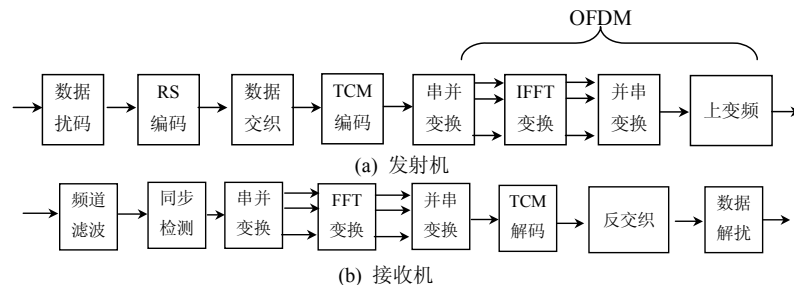 OFDM
数据 RS 数据 TCM 串并 IFFT 并串 上变频
扰码 编码 交织 编码 变换 变换 变换
(a) 发射机
频道 同步 串并 FFT 并串 TCM 反交织 数据
滤波 检测 变换 变换 变换 解码 解扰
(b) 接收机